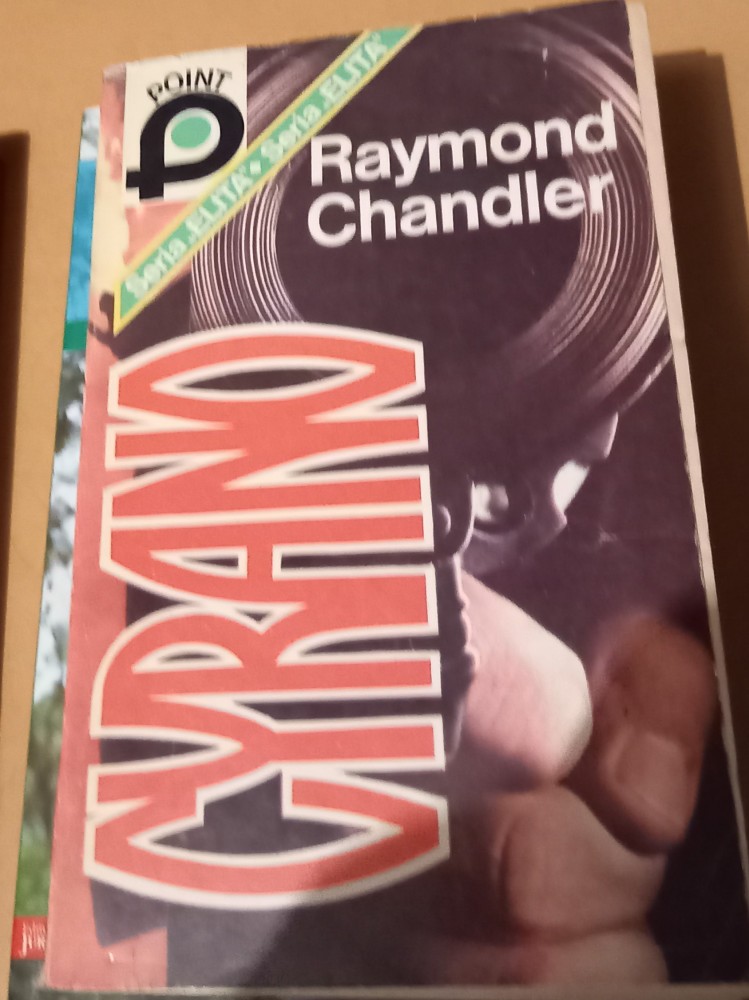 POINT
Seria „ELITA” • Seria „ELITA”
Raymond
Chandler
CYRANO